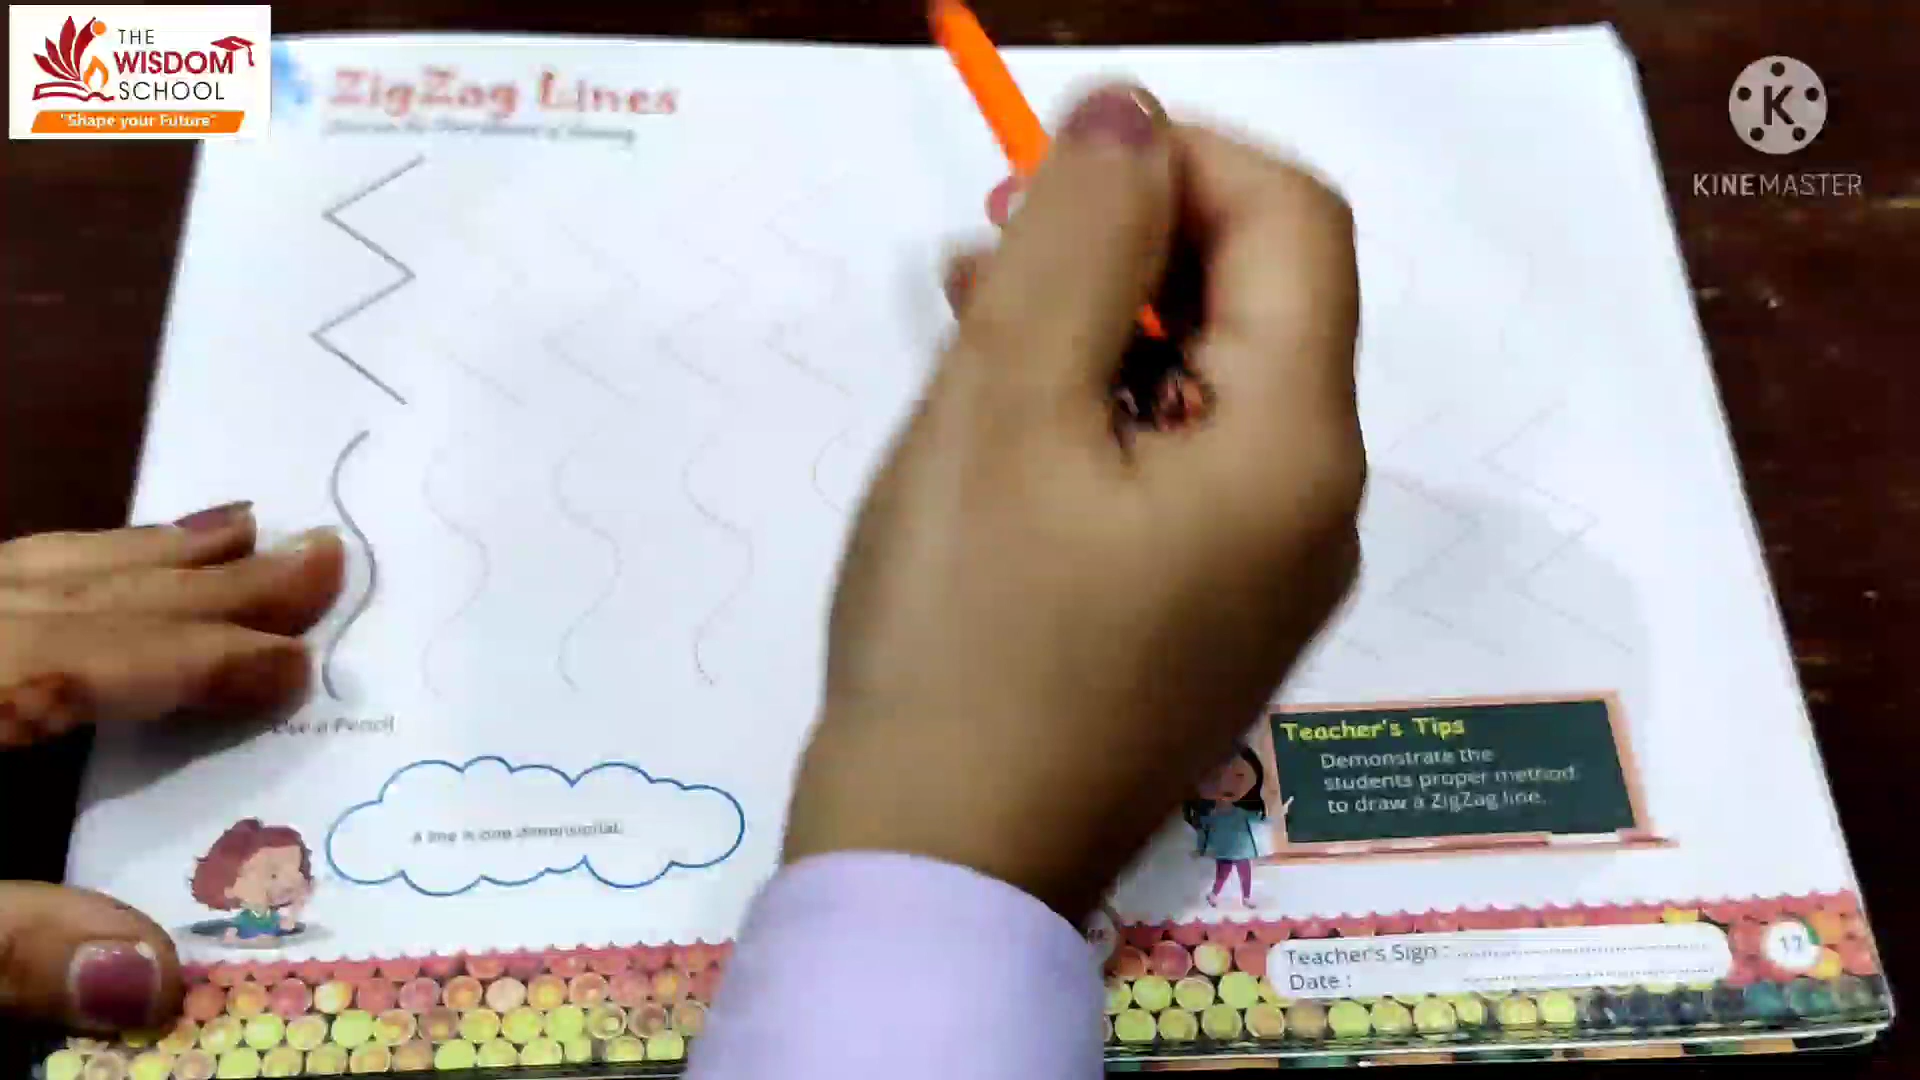 THE
WISDOM
SCHOOL
"Shape your Future"
K
KINEMASTER
ZigZag Lines
Use a Pencil
A line is one dimensional.
Teacher's Tips
Demonstrate the
students proper method
to draw a ZigZag line.
Teacher's Sign :
Date :
17